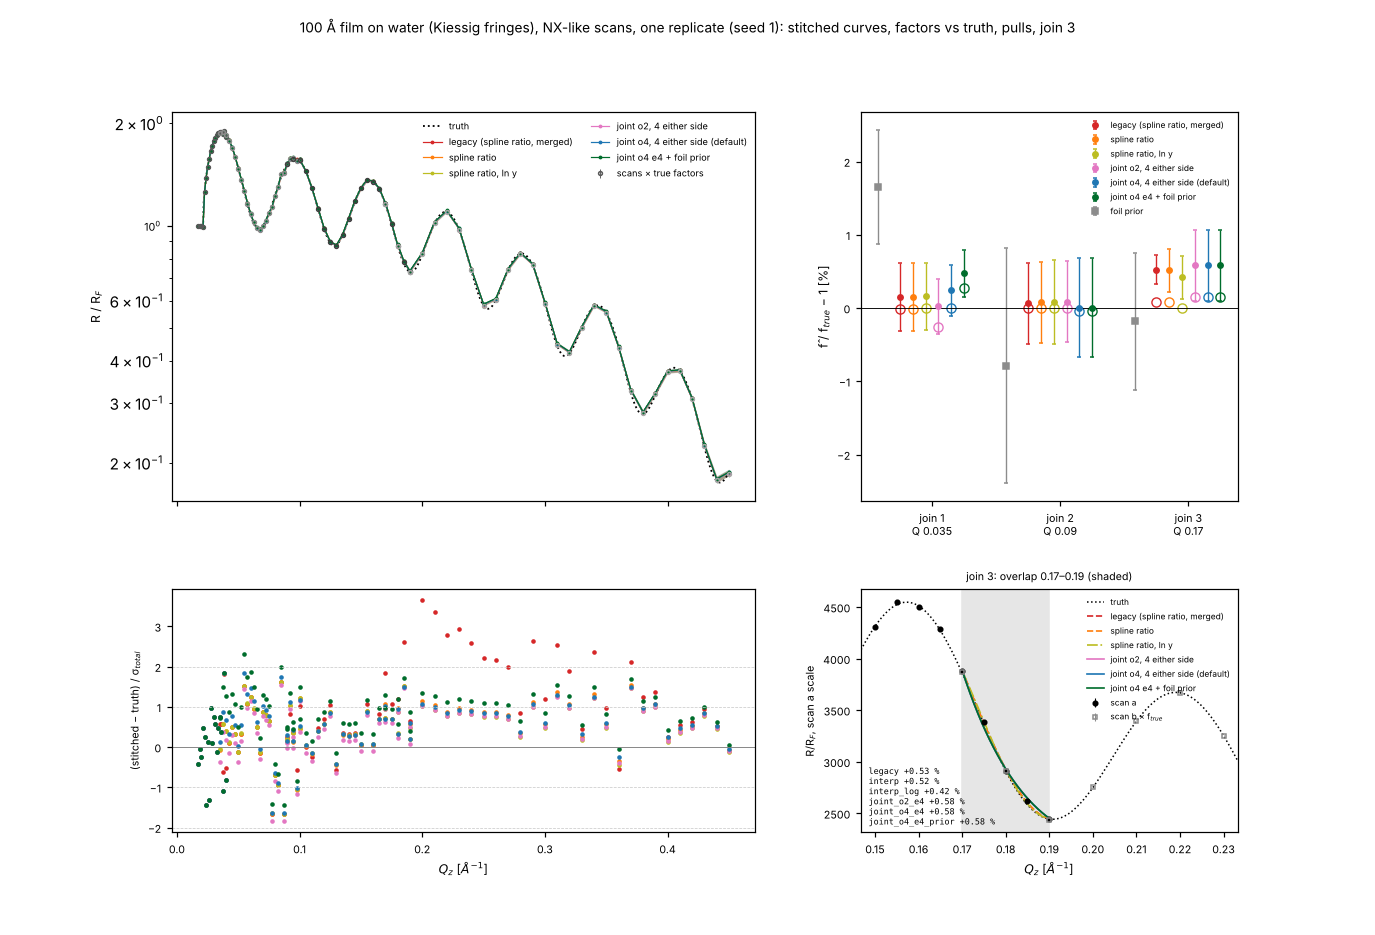 100 Å film on water (Kiessig fringes), NX-like scans, one replicate (seed 1): stitched curves, factors vs truth, pulls, join 3
2 × 10⁰
10⁰
6 × 10⁻¹
4 × 10⁻¹
3 × 10⁻¹
2 × 10⁻¹
R / R_F
truth
legacy (spline ratio, merged)
spline ratio
spline ratio, ln y
joint o2, 4 either side
joint o4, 4 either side (default)
joint o4 e4 + foil prior
scans × true factors
2
1
0
−1
−2
f̂ / f_true − 1 [%]
legacy (spline ratio, merged)
spline ratio
spline ratio, ln y
joint o2, 4 either side
joint o4, 4 either side (default)
joint o4 e4 + foil prior
foil prior
join 1
Q 0.035
join 2
Q 0.09
join 3
Q 0.17
3
2
1
0
−1
−2
(stitched − truth) / σ_total
0.0
0.1
0.2
0.3
0.4
Q_z [Å⁻¹]
join 3: overlap 0.17–0.19 (shaded)
4500
4000
3500
3000
2500
R/R_F, scan a scale
truth
legacy (spline ratio, merged)
spline ratio
spline ratio, ln y
joint o2, 4 either side
joint o4, 4 either side (default)
joint o4 e4 + foil prior
scan a
scan b × f_true
legacy +0.53 %
interp +0.52 %
interp_log +0.42 %
joint_o2_e4 +0.58 %
joint_o4_e4 +0.58 %
joint_o4_e4_prior +0.58 %
0.15
0.16
0.17
0.18
0.19
0.20
0.21
0.22
0.23
Q_z [Å⁻¹]